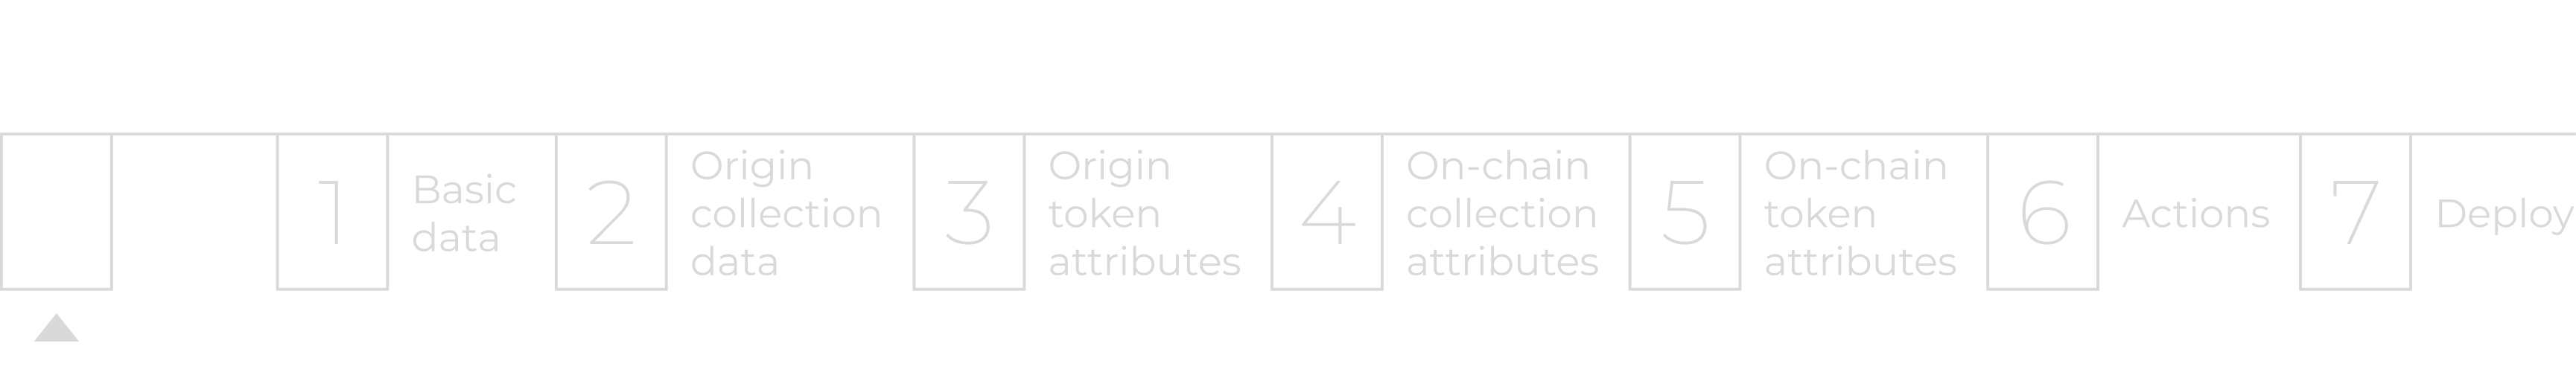 1
Basic
data
2
Origin
collection
data
3
Origin
token
attributes
4
On-chain
collection
attributes
5
On-chain
token
attributes
6
Actions
7
Deploy